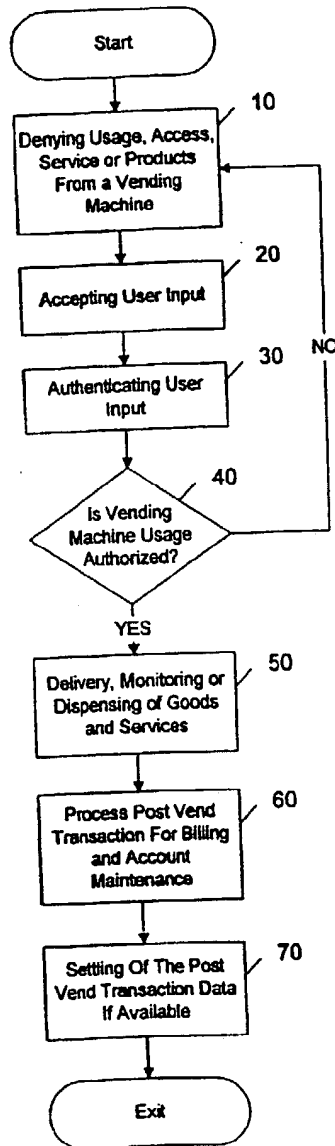 Start
10
Denying Usage, Access,
Service or Products
From a Vending
Machine
20
Accepting User Input
NO
30
Authenticating User
Input
40
Is Vending
Machine Usage
Authorized?
YES
50
Delivery, Monitoring or
Dispensing of Goods
and Services
60
Process Post Vend
Transaction For Billing
and Account
Maintenance
70
Settling Of The Post
Vend Transaction Data
If Available
Exit